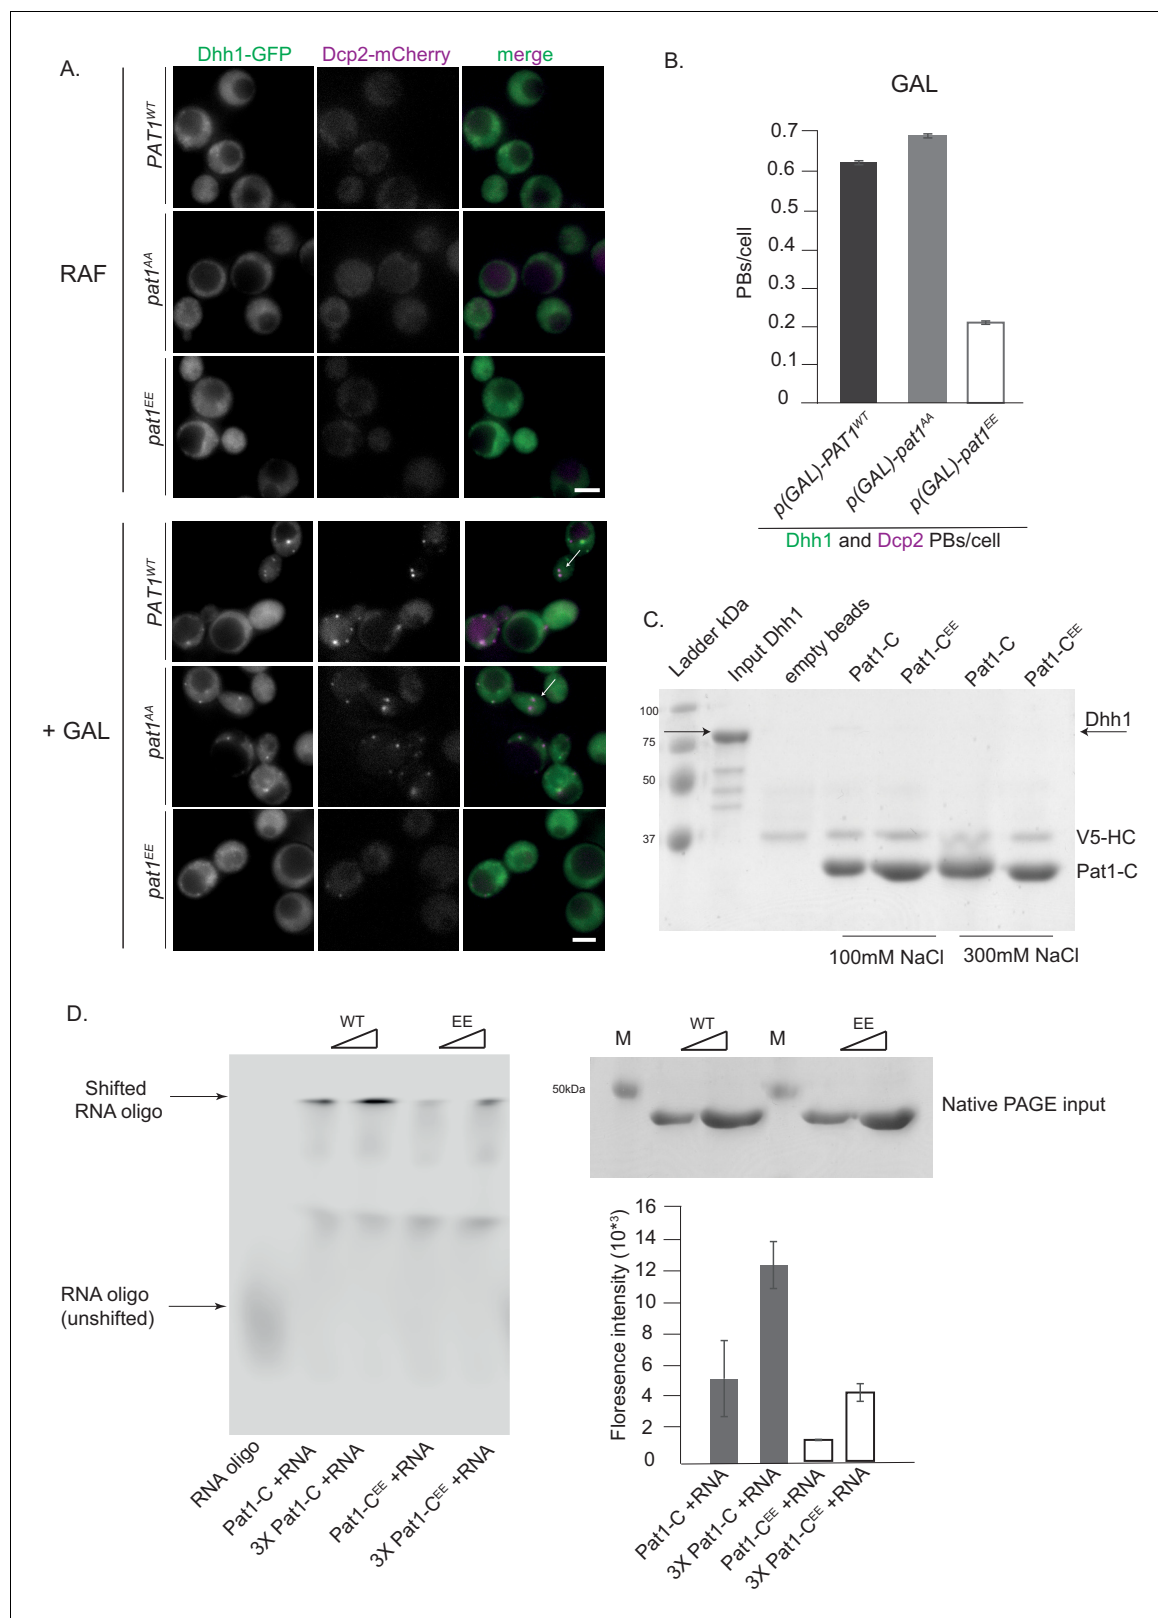 A.
Dhh1-GFP Dcp2-mCherry merge
RAF
PAT1WT
pat1AA
pat1EE
+ GAL
PAT1WT
pat1AA
pat1EE
B.
GAL
PBs/cell
0.7
0.6
0.5
0.4
0.3
0.2
0.1
0
p(GAL)-PAT1WT
p(GAL)-pat1AA
p(GAL)-pat1EE
Dhh1 and Dcp2 PBs/cell
C.
Ladder kDa
Input Dhh1
empty beads
Pat1-C
Pat1-CEE
Pat1-C
Pat1-CEE
100
75
50
37
Dhh1
V5-HC
Pat1-C
100mM NaCl 300mM NaCl
D.
WT EE
Shifted
RNA oligo
RNA oligo
(unshifted)
RNA oligo
Pat1-C +RNA
3X Pat1-C +RNA
Pat1-CEE +RNA
3X Pat1-CEE +RNA
M WT M EE
50kDa
Native PAGE input
Floresence intensity (10*3)
16
14
12
10
8
6
4
2
0
Pat1-C +RNA
3X Pat1-C +RNA
Pat1-CEE +RNA
3X Pat1-CEE +RNA